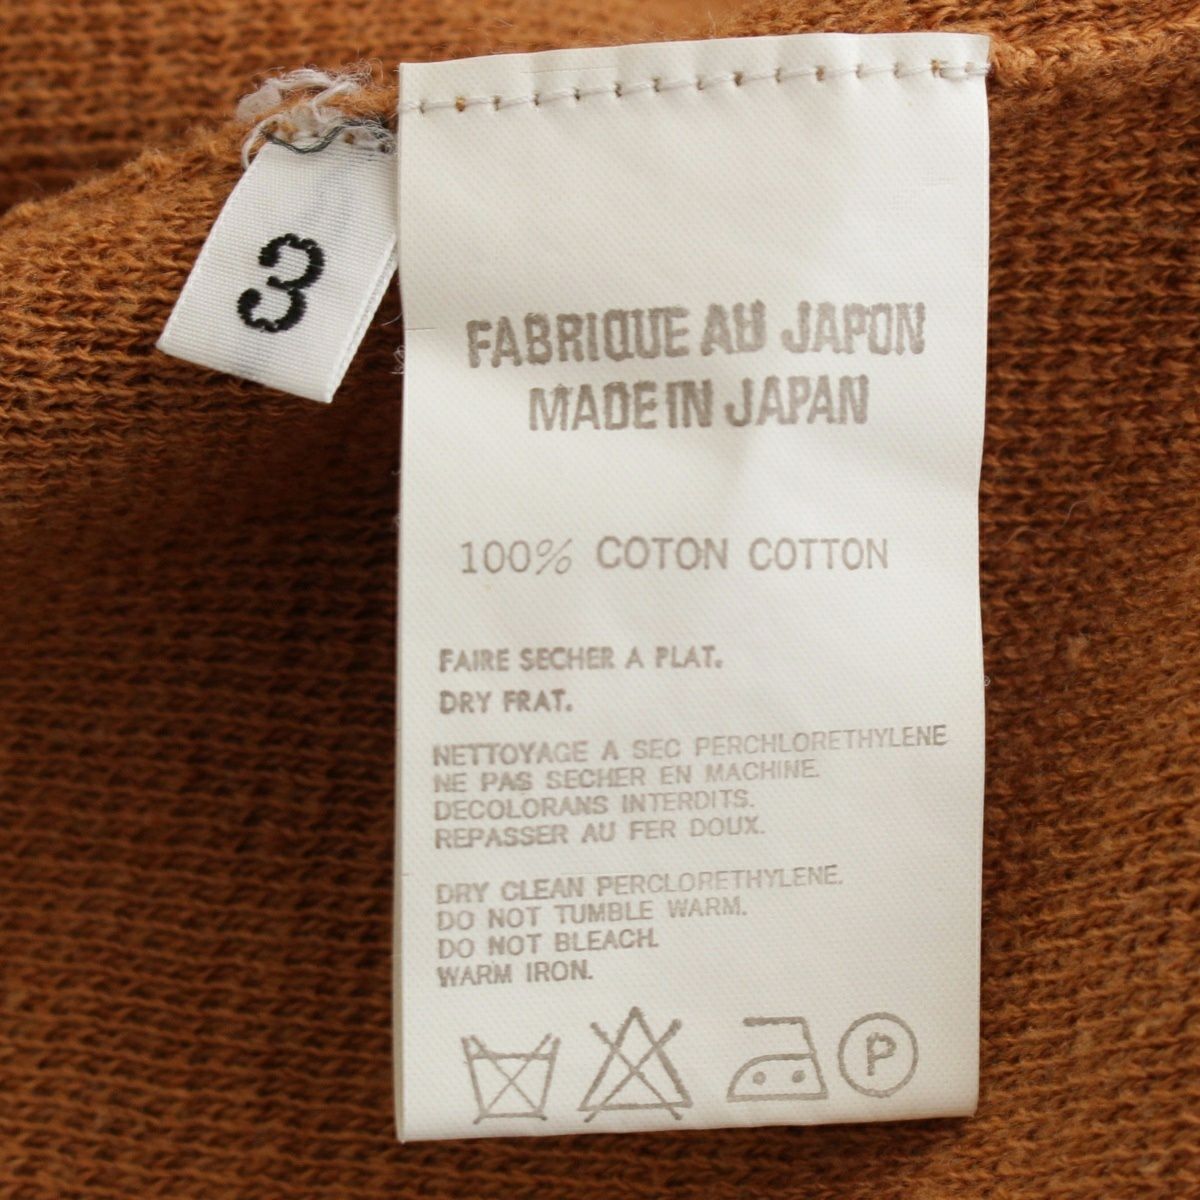 3
FABRIQUE AU JAPON
MADE IN JAPAN
100% COTON COTTON
FAIRE SECHER A PLAT.
DRY FRAT.
NETTOYAGE A SEC PERCHLORETHYLENE
NE PAS SECHER EN MACHINE.
DECOLORANS INTERDITS.
REPASSER AU FER DOUX.
DRY CLEAN PERCLORETHYLENE.
DO NOT TUMBLE WARM.
DO NOT BLEACH.
WARM IRON.
P